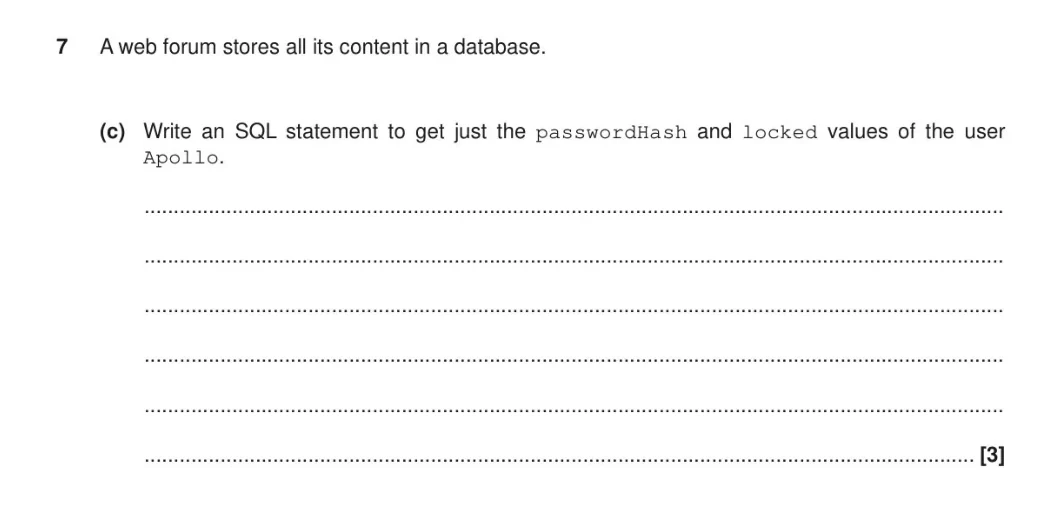 7 A web forum stores all its content in a database.
(c) Write an SQL statement to get just the passwordHash and locked values of the user
Apollo.
[3]